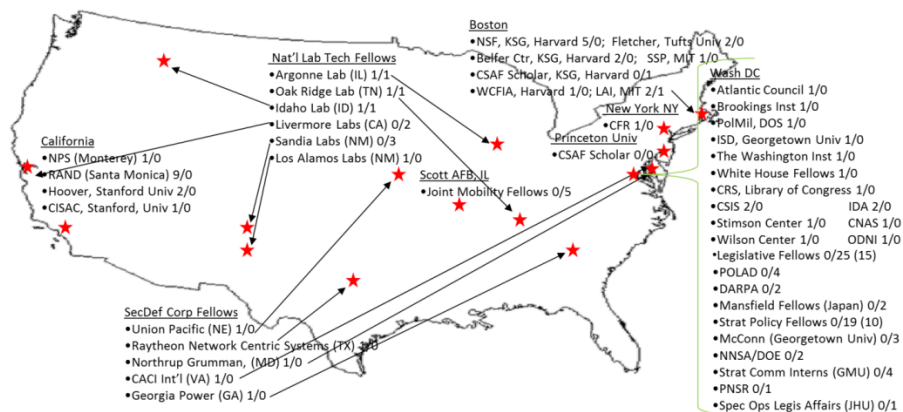 Boston
•NSF, KSG, Harvard 5/0; Fletcher, Tufts Univ 2/0
•Belfer Ctr, KSG, Harvard 2/0; SSP, MIT 1/0
•CSAF Scholar, KSG, Harvard 0/1
•WCFIA, Harvard 1/0; LAI, MIT 2/1
Nat'l Lab Tech Fellows
•Argonne Lab (IL) 1/1
•Oak Ridge Lab (TN) 1/1
•Idaho Lab (ID) 1/1
•Livermore Labs (CA) 0/2
•Sandia Labs (NM) 0/3
•Los Alamos Labs (NM) 1/0
California
•NPS (Monterey) 1/0
•RAND (Santa Monica) 9/0
•Hoover, Stanford Univ 2/0
•CISAC, Stanford, Univ 1/0
New York NY
•CFR 1/0
Princeton Univ
•CSAF Scholar 0/0
Scott AFB, IL
•Joint Mobility Fellows 0/5
SecDef Corp Fellows
•Union Pacific (NE) 1/0
•Raytheon Network Centric Systems (TX) 1/0
•Northrup Grumman, (MD) 1/0
•CACI Int'l (VA) 1/0
•Georgia Power (GA) 1/0
Wash DC
•Atlantic Council 1/0
•Brookings Inst 1/0
•PolMil, DOS 1/0
•ISD, Georgetown Univ 1/0
•The Washington Inst 1/0
•White House Fellows 1/0
•CRS, Library of Congress 1/0
•CSIS 2/0 IDA 2/0
•Stimson Center 1/0 CNAS 1/0
•Wilson Center 1/0 ODNI 1/0
•Legislative Fellows 0/25 (15)
•POLAD 0/4
•DARPA 0/2
•Mansfield Fellows (Japan) 0/2
•Strat Policy Fellows 0/19 (10)
•McConn (Georgetown Univ) 0/3
•NNSA/DOE 0/2
•Strat Comm Interns (GMU) 0/4
•PNSR 0/1
•Spec Ops Legis Affairs (JHU) 0/1